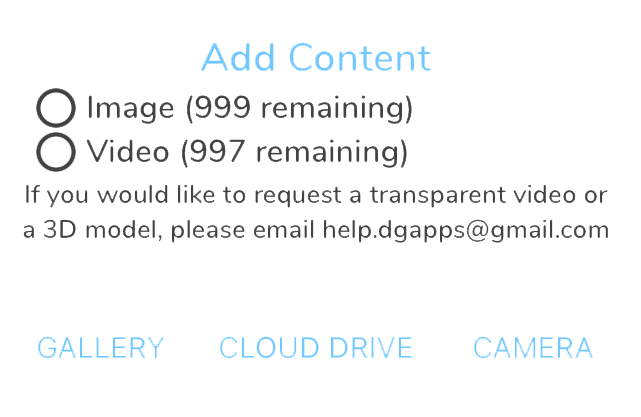 Add Content
Image (999 remaining)
Video (997 remaining)
If you would like to request a transparent video or
a 3D model, please email help.dgapps@gmail.com
GALLERY CLOUD DRIVE CAMERA